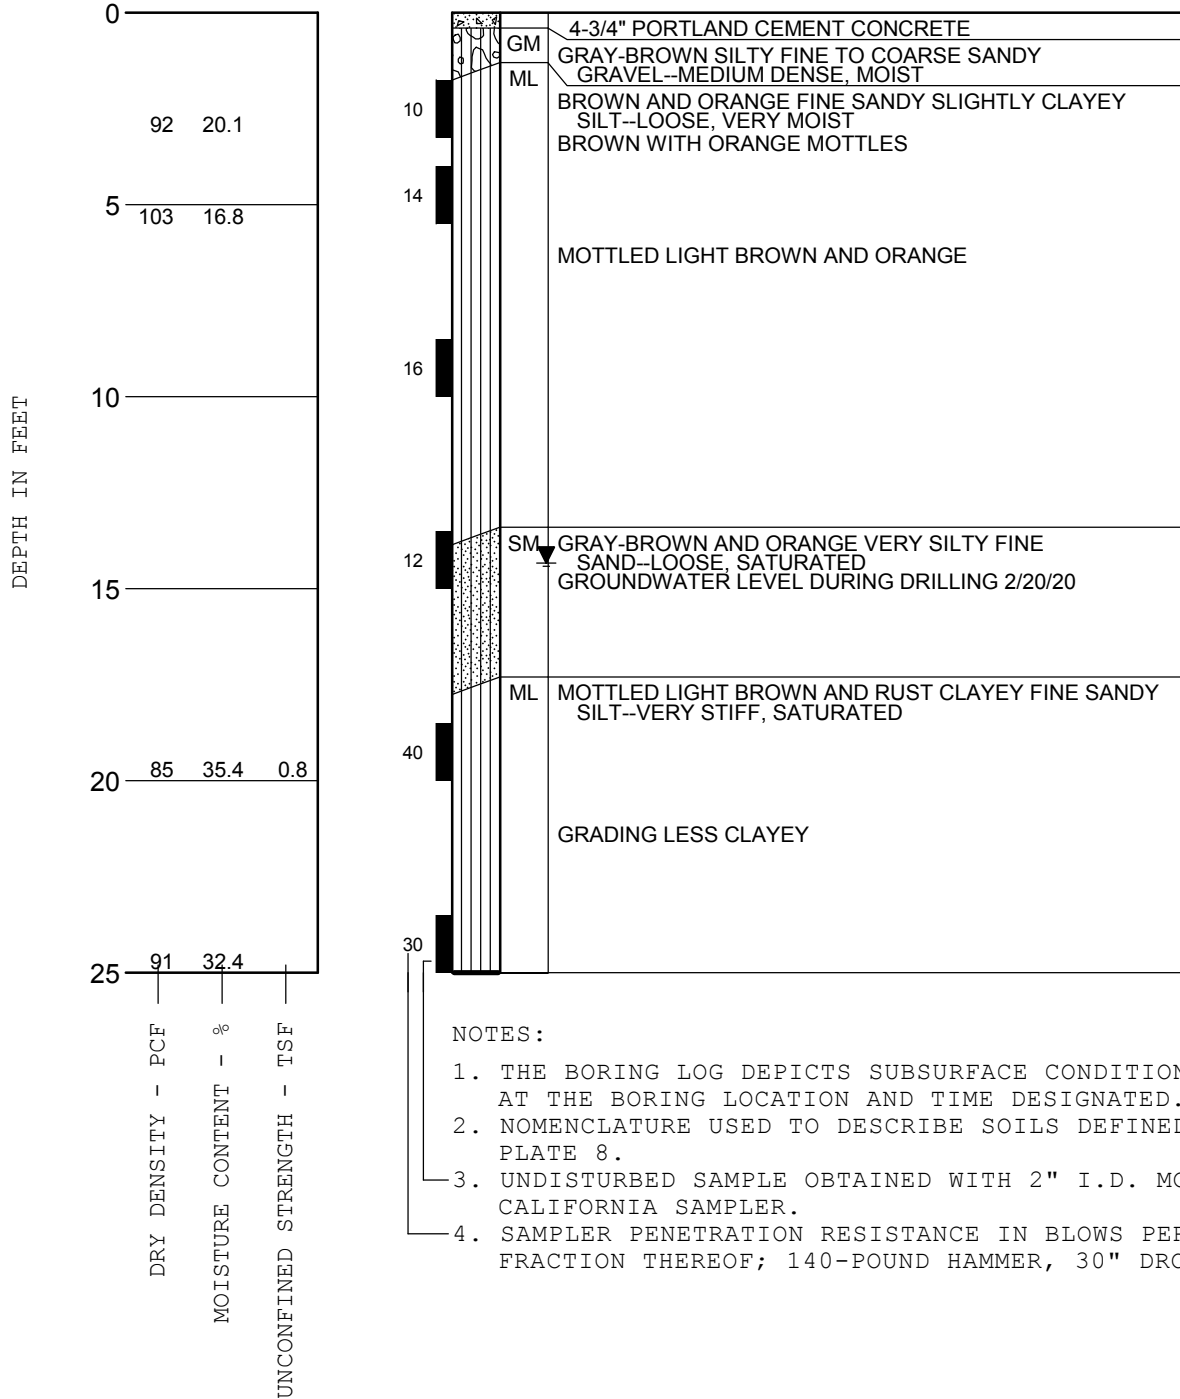 0
4-3/4" PORTLAND CEMENT CONCRETE
GM
GRAY-BROWN SILTY FINE TO COARSE SANDY
GRAVEL--MEDIUM DENSE, MOIST
ML
BROWN AND ORANGE FINE SANDY SLIGHTLY CLAYEY
SILT--LOOSE, VERY MOIST
BROWN WITH ORANGE MOTTLES
10
92 20.1
14
5
103 16.8
MOTTLED LIGHT BROWN AND ORANGE
16
10
DEPTH IN FEET
SM
GRAY-BROWN AND ORANGE VERY SILTY FINE
SAND--LOOSE, SATURATED
GROUNDWATER LEVEL DURING DRILLING 2/20/20
12
15
ML
MOTTLED LIGHT BROWN AND RUST CLAYEY FINE SANDY
SILT--VERY STIFF, SATURATED
40
85 35.4 0.8
20
GRADING LESS CLAYEY
30
91 32.4
25
DRY DENSITY - PCF
MOISTURE CONTENT - %
UNCONFINED STRENGTH - TSF
NOTES:
1. THE BORING LOG DEPICTS SUBSURFACE CONDITION
AT THE BORING LOCATION AND TIME DESIGNATED.
2. NOMENCLATURE USED TO DESCRIBE SOILS DEFINED
PLATE 8.
3. UNDISTURBED SAMPLE OBTAINED WITH 2" I.D. MO
CALIFORNIA SAMPLER.
4. SAMPLER PENETRATION RESISTANCE IN BLOWS PER
FRACTION THEREOF; 140-POUND HAMMER, 30" DRO